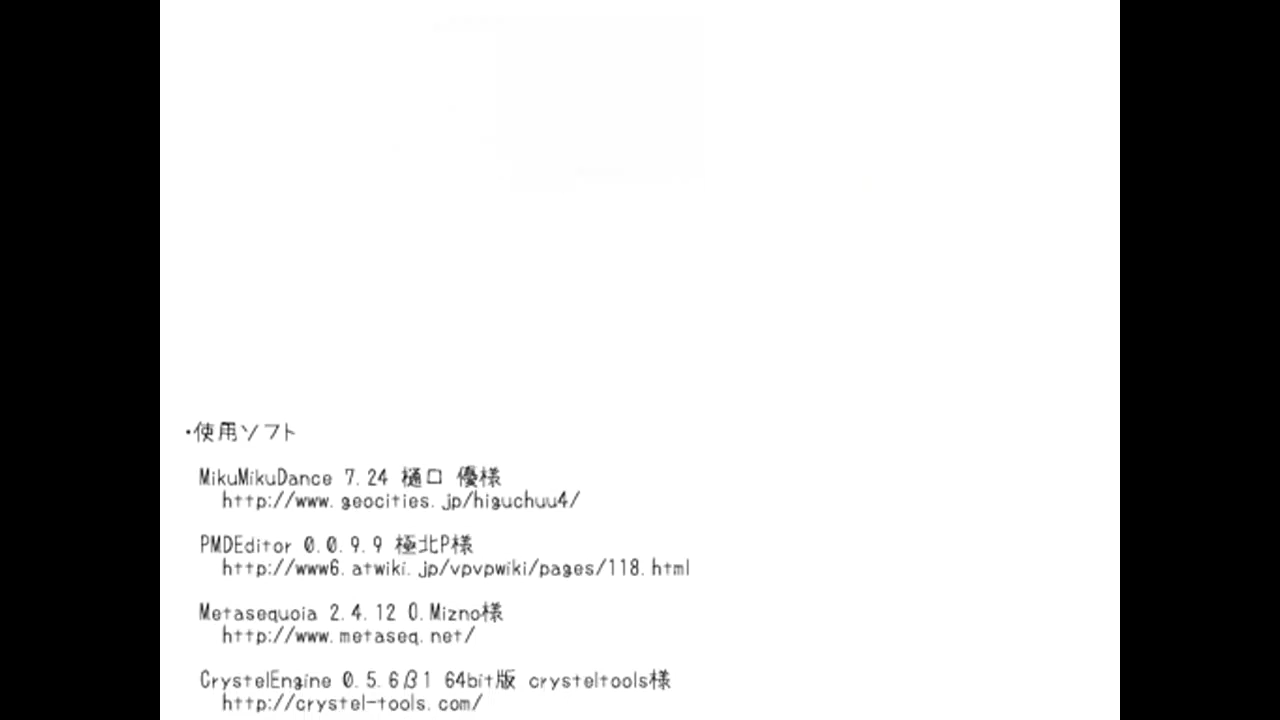 ・使用ソフト
MikuMikuDance 7.24 樋口 優様
http://www.geocities.jp/higuchuu4/
PMDEditor 0.0.9.9 極北P様
http://www6.atwiki.jp/vpvpwiki/pages/118.html
Metasequoia 2.4.12 O.Mizno様
http://www.metaseq.net/
CrystelEngine 0.5.6β1 64bit版 crysteltools様
http://crystel-tools.com/